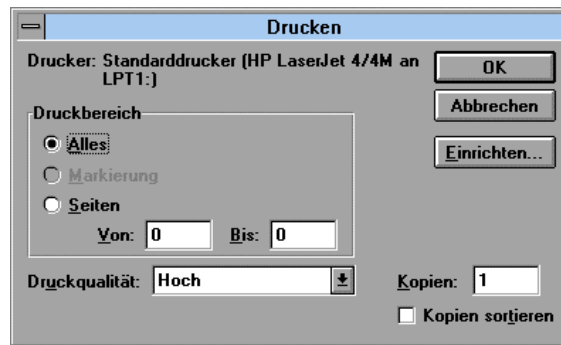 Drucken
Drucker: Standarddrucker (HP LaserJet 4/4M an
LPT1:)
OK
Abbrechen
Einrichten...
Druckbereich
Alles
Markierung
Seiten
Von: 0 Bis: 0
Druckqualität: Hoch
Kopien: 1
Kopien sortieren